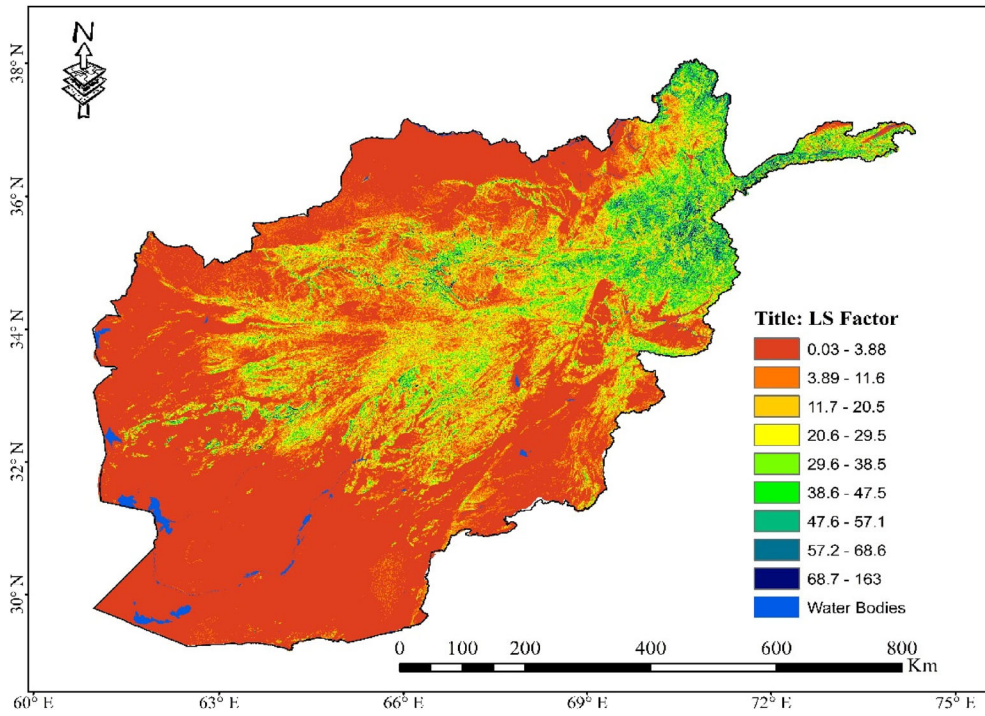 N
38° N
36° N
34° N
32° N
30° N
Title: LS Factor
0.03 - 3.88
3.89 - 11.6
11.7 - 20.5
20.6 - 29.5
29.6 - 38.5
38.6 - 47.5
47.6 - 57.1
57.2 - 68.6
68.7 - 163
Water Bodies
0 100 200 400 600 800
Km
60° E 63° E 66° E 69° E 72° E 75° E